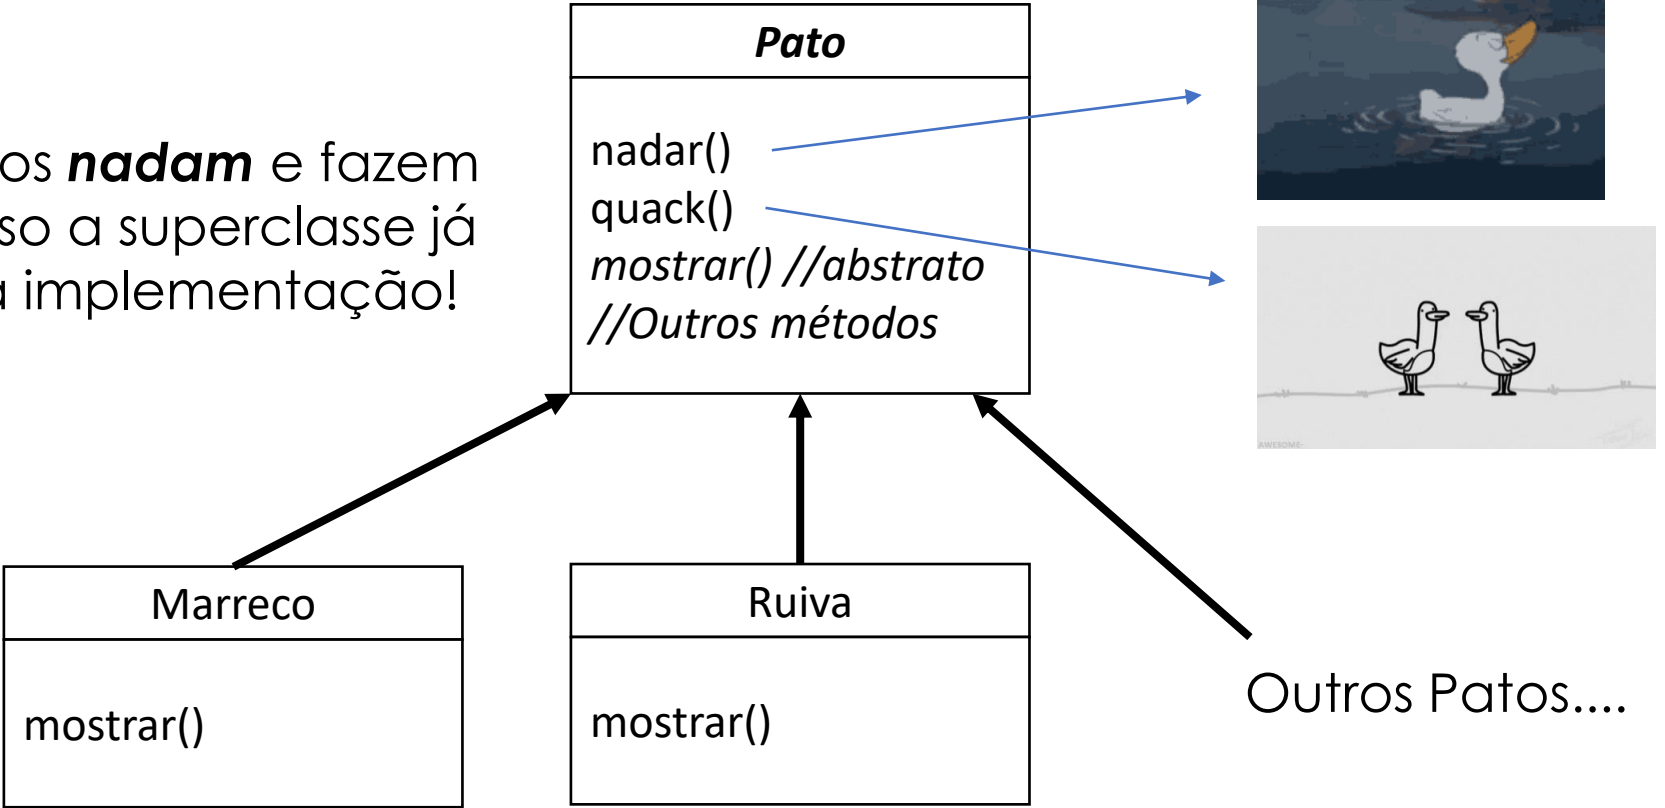 Pato
nadar()
quack()
mostrar() //abstrato
//Outros métodos
os nadam e fazem
so a superclasse já
a implementação!
AWESOME-
Marreco
mostrar()
Ruiva
mostrar()
Outros Patos....